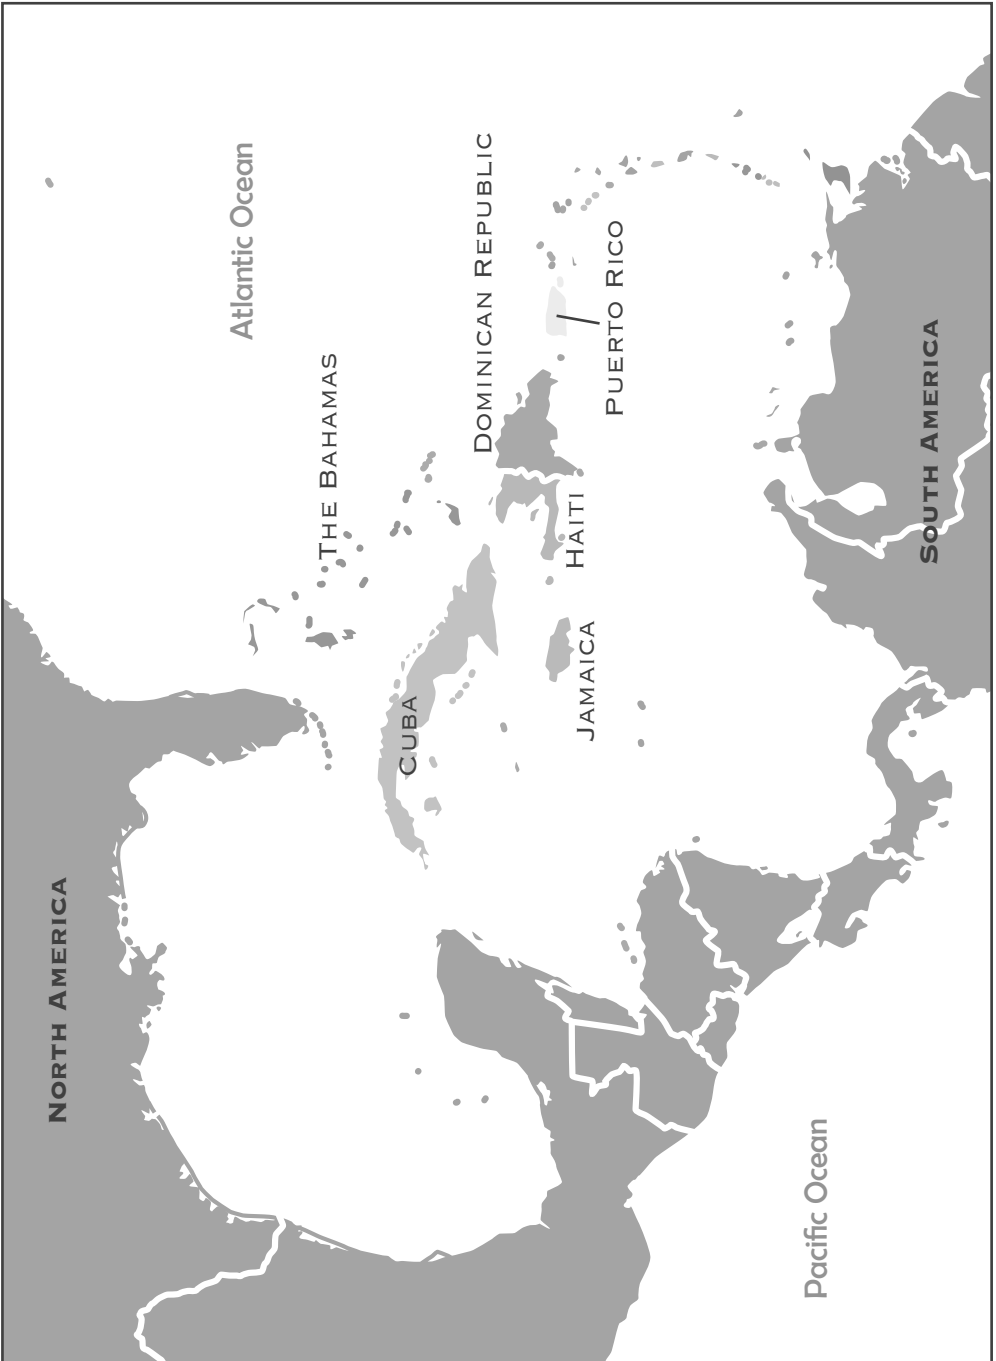 Atlantic Ocean
NORTH AMERICA
THE BAHAMAS
CUBA
DOMINICAN REPUBLIC
HAITI
JAMAICA
PUERTO RICO
SOUTH AMERICA
Pacific Ocean